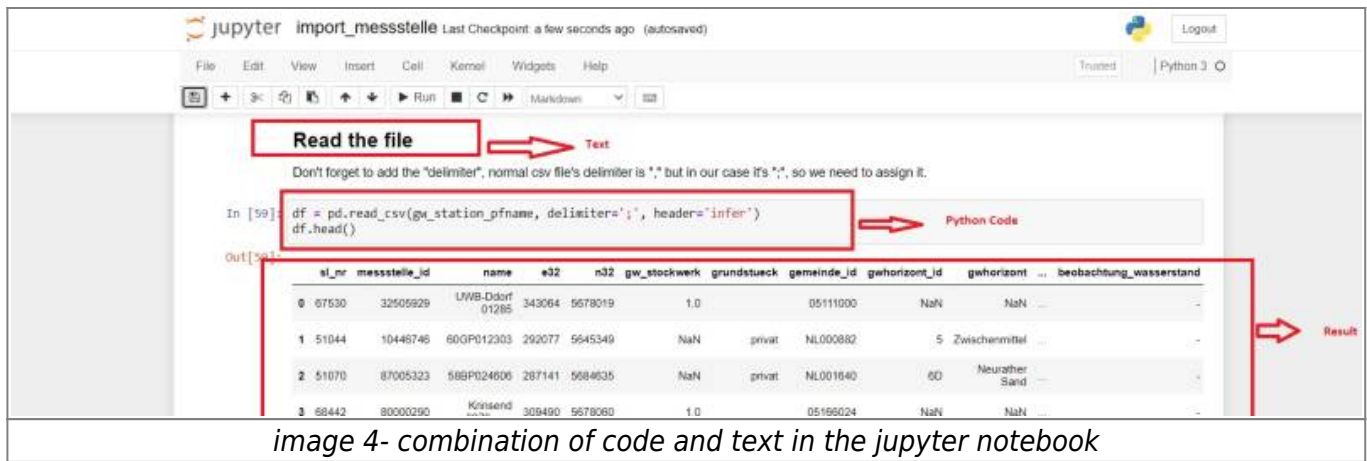 jupyter import_messstelle Last Checkpoint: a few seconds ago (autosaved)
Logout
File Edit View Insert Cell Kernel Widgets Help
Trusted
Python 3
Run
Markdown
Read the file
Text
Don't forget to add the "delimiter", normal csv file's delimiter is "," but in our case it's ";", so we need to assign it.
In [59]: df = pd.read_csv(gw_station_pfname, delimiter=';', header='infer')
df.head()
Python Code
Out[59]:
sl_nr messstelle_id name e32 n32 gw_stockwerk grundstueck gemeinde_id gwhorizont_id gwhorizont ... beobachtung_wasserstand
0 67530 32505929 UWB-Ddorf 01285 343064 5678019 1.0 05111000 NaN NaN ... -
1 51044 10446746 60GP012303 292077 5645349 NaN privat NL000882 5 Zwischenmittel ... -
Result
2 51070 87005323 58BP024606 287141 5684635 NaN privat NL001640 6D Neurather Sand ... -
3 68442 80000290 Krinsend 309490 5678060 1.0 05166024 NaN NaN ... -
image 4- combination of code and text in the jupyter notebook